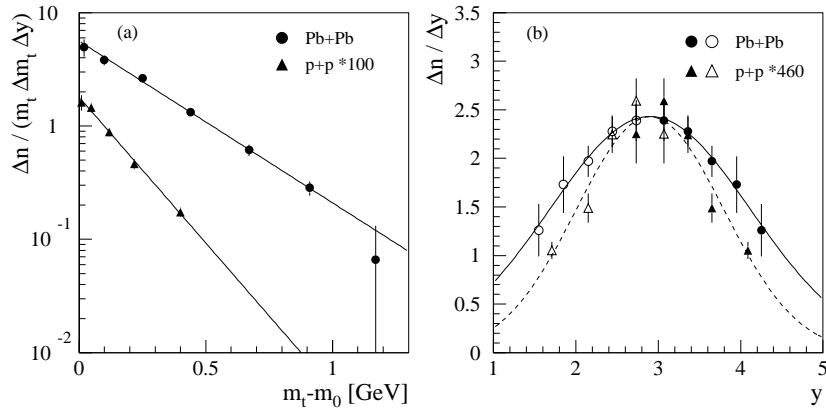 Δn / (m_t Δm_t Δy)
(a)
Pb+Pb
p+p *100
10
1
10^-1
10^-2
0
0.5
1
m_t-m_0 [GeV]
Δn / Δy
(b)
Pb+Pb
p+p *460
3.5
3
2.5
2
1.5
1
0.5
0
1
2
3
4
5
y